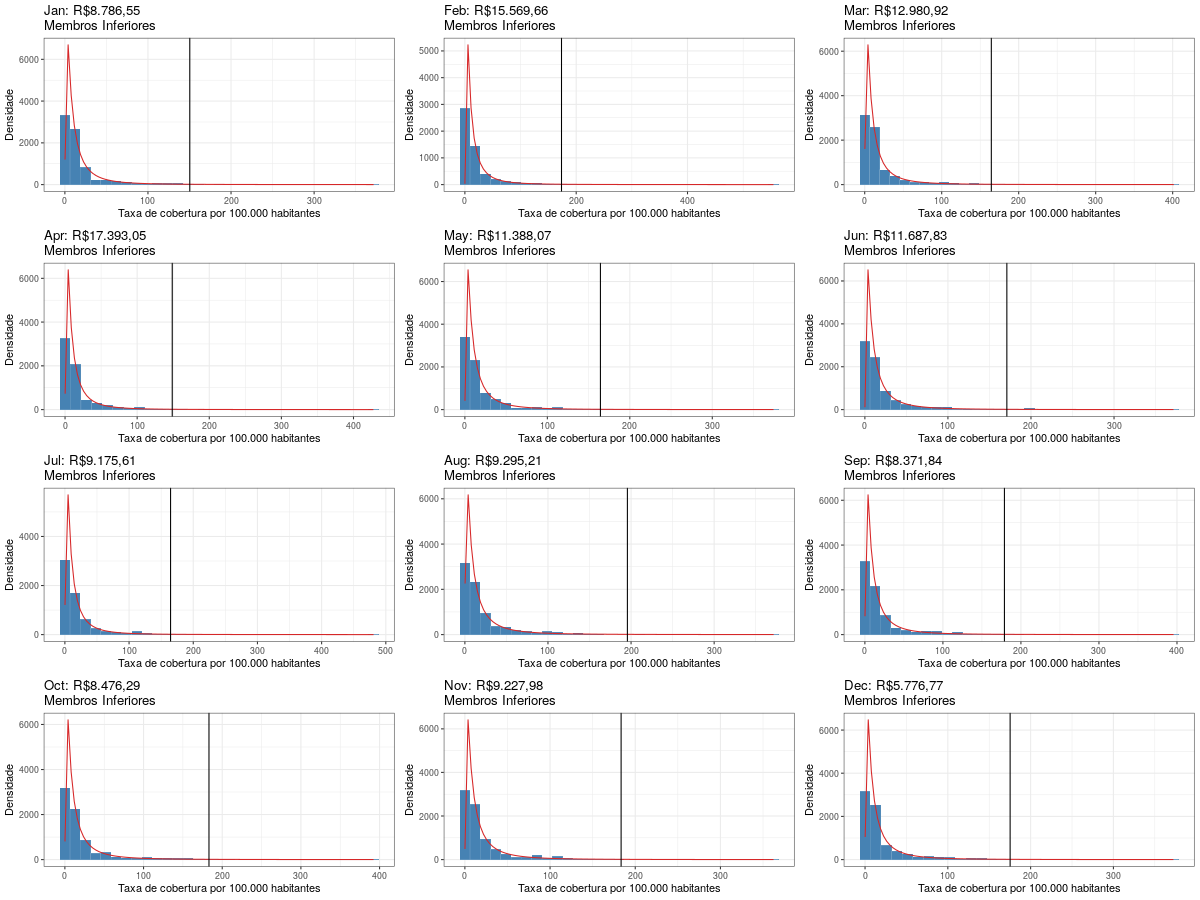 Jan: R$8.786,55
Membros Inferiores
Densidade
6000
4000
2000
0
0 100 200 300
Taxa de cobertura por 100.000 habitantes
Feb: R$15.569,66
Membros Inferiores
Densidade
5000
4000
3000
2000
1000
0
0 200 400
Taxa de cobertura por 100.000 habitantes
Mar: R$12.980,92
Membros Inferiores
Densidade
6000
4000
2000
0
0 100 200 300 400
Taxa de cobertura por 100.000 habitantes
Apr: R$17.393,05
Membros Inferiores
Densidade
6000
4000
2000
0
0 100 200 300 400
Taxa de cobertura por 100.000 habitantes
May: R$11.388,07
Membros Inferiores
Densidade
6000
4000
2000
0
0 100 200 300
Taxa de cobertura por 100.000 habitantes
Jun: R$11.687,83
Membros Inferiores
Densidade
6000
4000
2000
0
0 100 200 300
Taxa de cobertura por 100.000 habitantes
Jul: R$9.175,61
Membros Inferiores
Densidade
4000
2000
0
0 100 200 300 400 500
Taxa de cobertura por 100.000 habitantes
Aug: R$9.295,21
Membros Inferiores
Densidade
6000
4000
2000
0
0 100 200 300
Taxa de cobertura por 100.000 habitantes
Sep: R$8.371,84
Membros Inferiores
Densidade
6000
4000
2000
0
0 100 200 300 400
Taxa de cobertura por 100.000 habitantes
Oct: R$8.476,29
Membros Inferiores
Densidade
6000
4000
2000
0
0 100 200 300 400
Taxa de cobertura por 100.000 habitantes
Nov: R$9.227,98
Membros Inferiores
Densidade
6000
4000
2000
0
0 100 200 300
Taxa de cobertura por 100.000 habitantes
Dec: R$5.776,77
Membros Inferiores
Densidade
6000
4000
2000
0
0 100 200 300
Taxa de cobertura por 100.000 habitantes